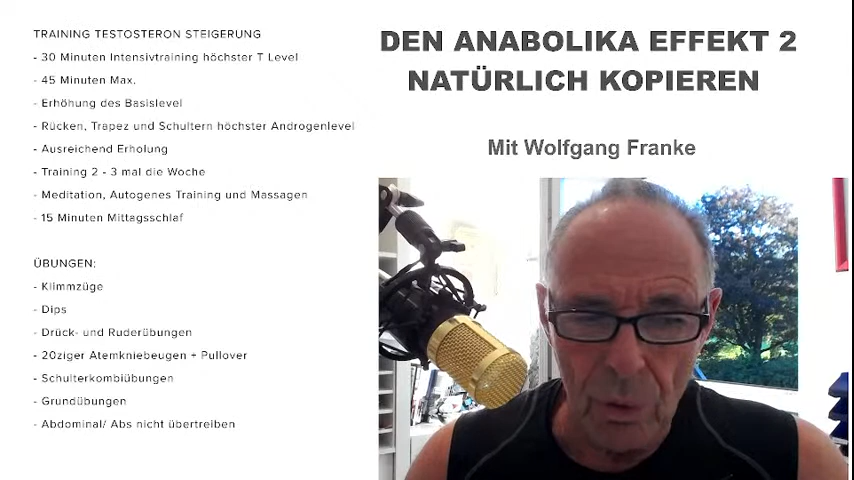 TRAINING TESTOSTERON STEIGERUNG
- 30 Minuten Intensivtraining höchster T Level
- 45 Minuten Max.
- Erhöhung des Basislevel
- Rücken, Trapez und Schultern höchster Androgenlevel
- Ausreichend Erholung
- Training 2 - 3 mal die Woche
- Meditation, Autogenes Training und Massagen
- 15 Minuten Mittagsschlaf
ÜBUNGEN:
- Klimmzüge
- Dips
- Drück- und Ruderübungen
- 20ziger Atemkniebeugen + Pullover
- Schulterkombiübungen
- Grundübungen
- Abdominal/ Abs nicht übertreiben
DEN ANABOLIKA EFFEKT 2
NATÜRLICH KOPIEREN
Mit Wolfgang Franke